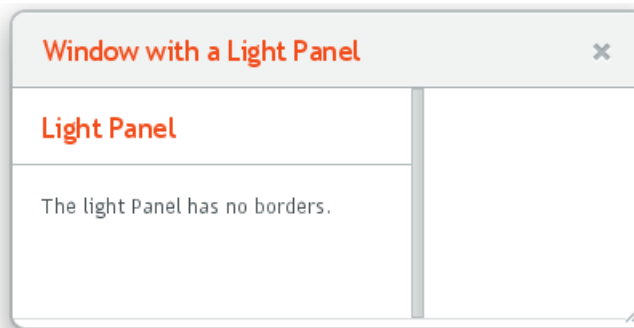 Window with a Light Panel
Light Panel
The light Panel has no borders.